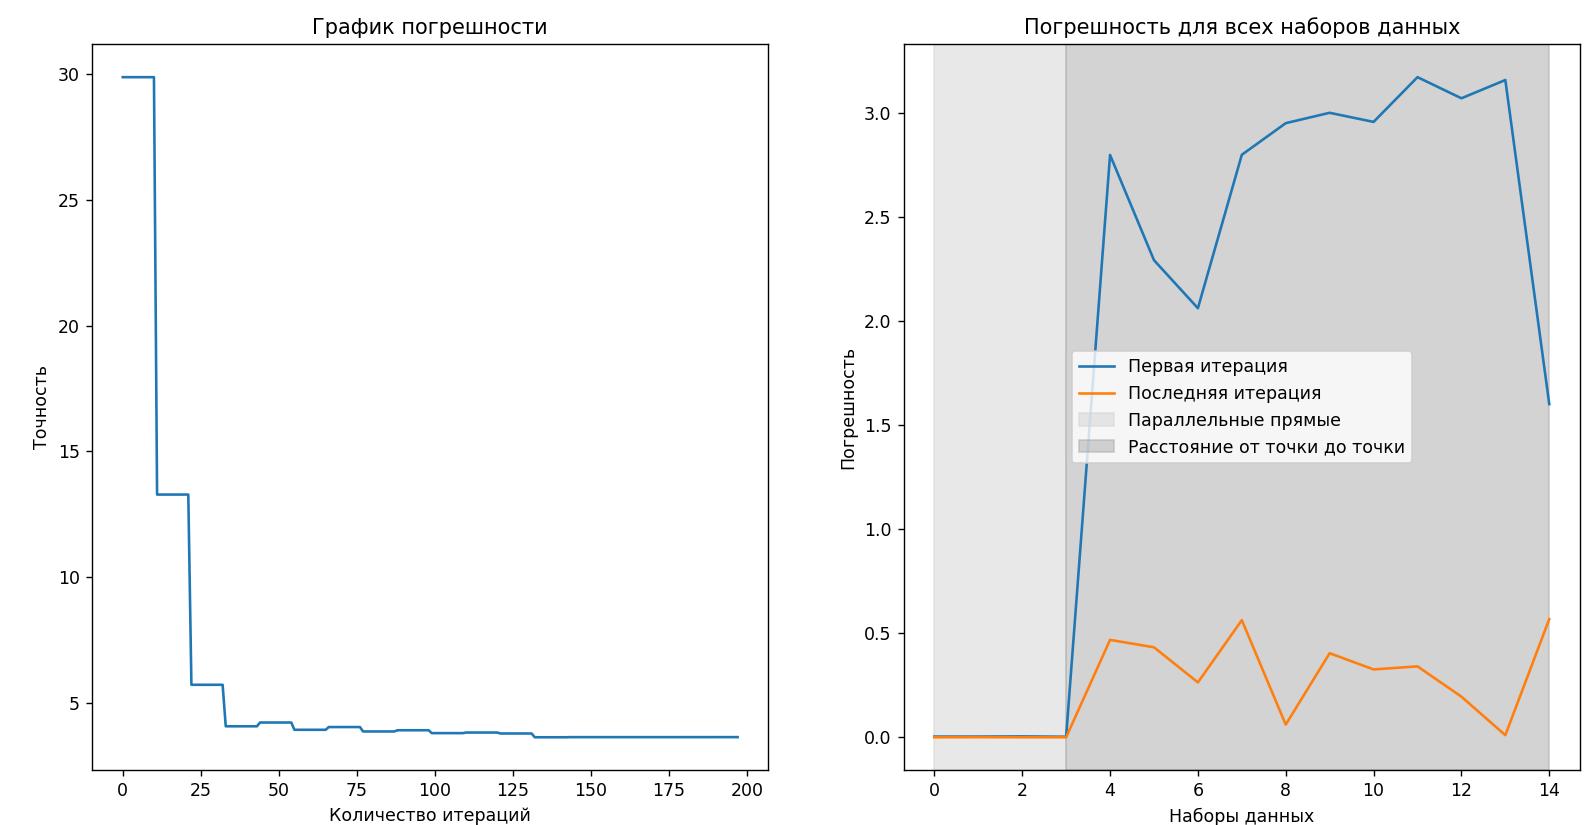 График погрешности
30
25
20
15
10
5
Точность
0 25 50 75 100 125 150 175 200
Количество итераций
Погрешность для всех наборов данных
3.0
2.5
2.0
1.5
1.0
0.5
0.0
Погрешность
Первая итерация
Последняя итерация
Параллельные прямые
Расстояние от точки до точки
0 2 4 6 8 10 12 14
Наборы данных